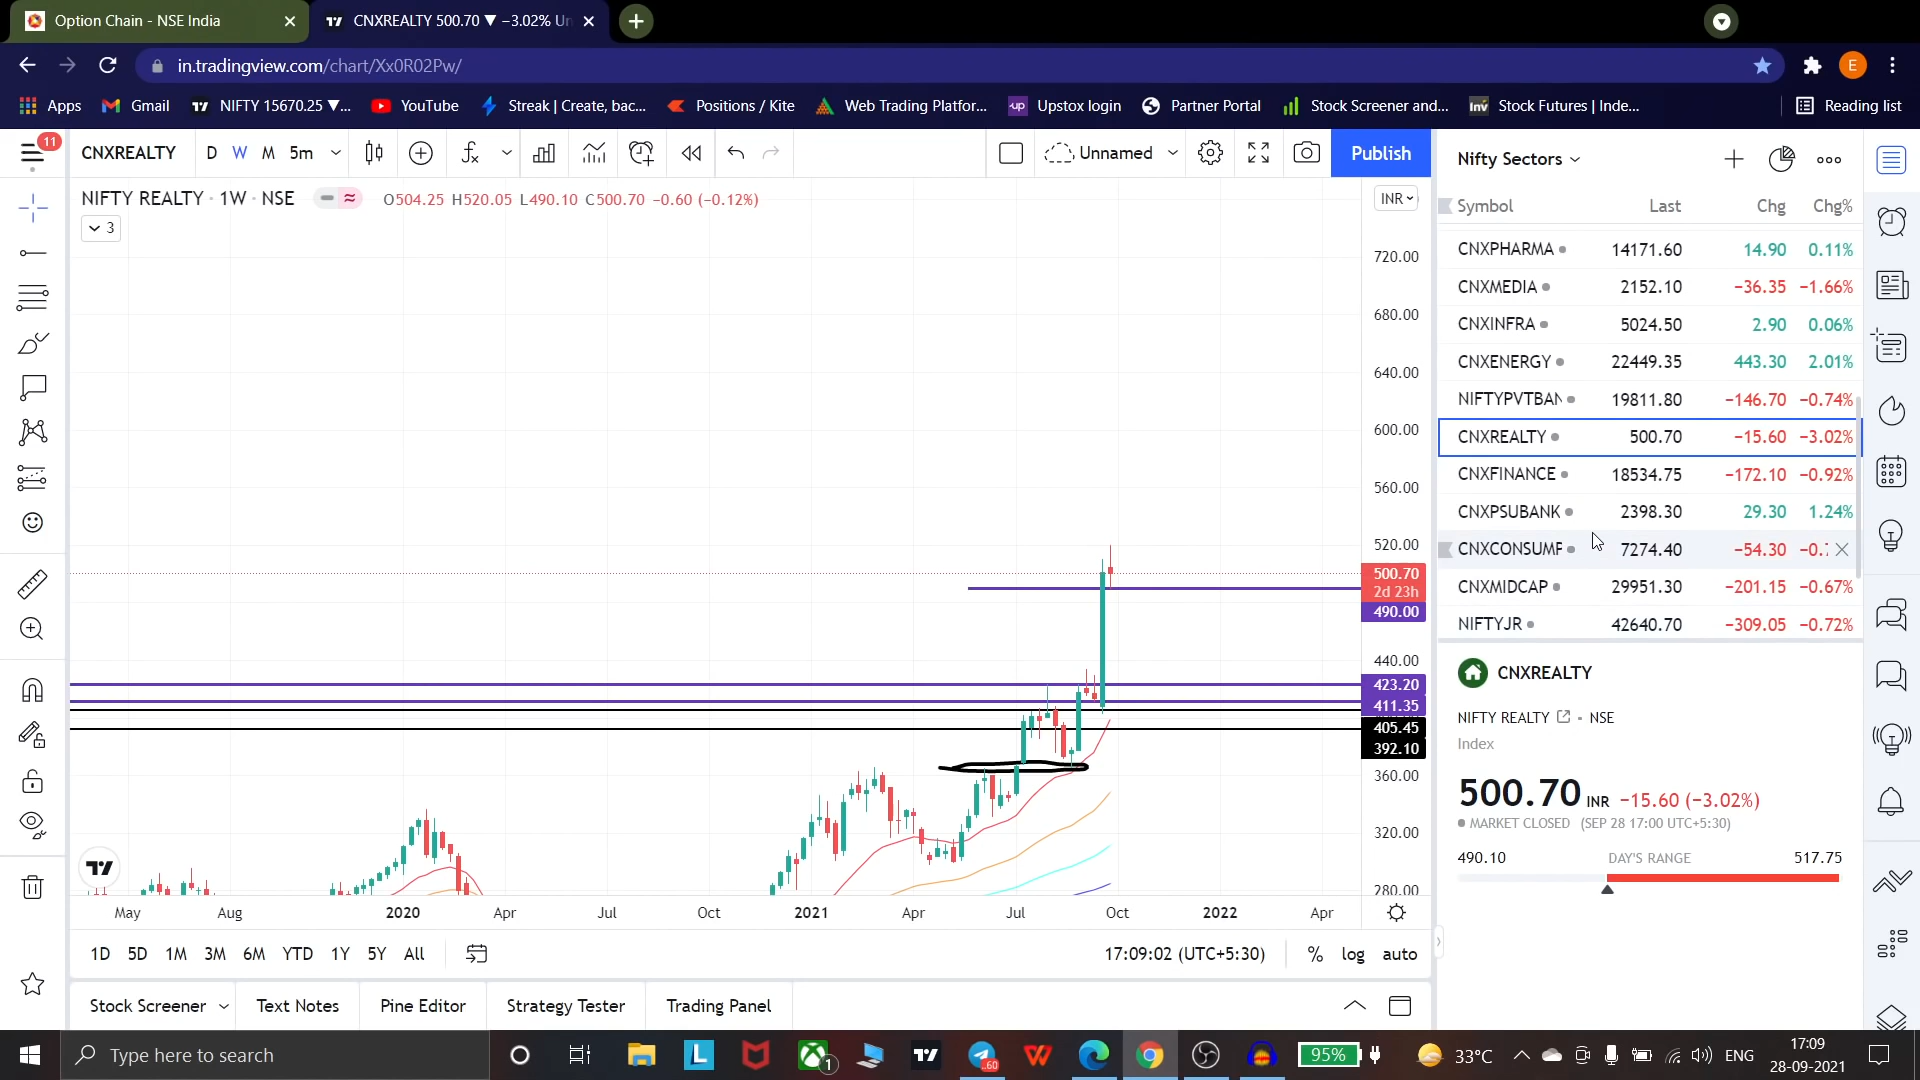 Option Chain - NSE India
CNXREALTY 500.70 ▼ −3.02% Un
in.tradingview.com/chart/Xx0R02Pw/
E
Apps
Gmail
NIFTY 15670.25 ▼...
YouTube
Streak | Create, bac...
Positions / Kite
Web Trading Platfor...
up Upstox login
Partner Portal
Stock Screener and...
Inv Stock Futures | Inde...
Reading list
11
CNXREALTY D W M 5m
Unnamed
Publish
NIFTY REALTY · 1W · NSE
O504.25 H520.05 L490.10 C500.70 −0.60 (−0.12%)
INR
3
720.00
680.00
640.00
600.00
560.00
520.00
500.70
2d 23h
490.00
440.00
423.20
411.35
405.45
392.10
360.00
320.00
280.00
May Aug 2020 Apr Jul Oct 2021 Apr Jul Oct 2022 Apr
1D 5D 1M 3M 6M YTD 1Y 5Y All
17:09:02 (UTC+5:30) % log auto
Stock Screener Text Notes Pine Editor Strategy Tester Trading Panel
Nifty Sectors
Symbol Last Chg Chg%
CNXPHARMA 14171.60 14.90 0.11%
CNXMEDIA 2152.10 −36.35 −1.66%
CNXINFRA 5024.50 2.90 0.06%
CNXENERGY 22449.35 443.30 2.01%
NIFTYPVTBAN 19811.80 −146.70 −0.74%
CNXREALTY 500.70 −15.60 −3.02%
CNXFINANCE 18534.75 −172.10 −0.92%
CNXPSUBANK 2398.30 29.30 1.24%
CNXCONSUMP 7274.40 −54.30 −0.7
CNXMIDCAP 29951.30 −201.15 −0.67%
NIFTYJR 42640.70 −309.05 −0.72%
CNXREALTY
NIFTY REALTY · NSE
Index
500.70 INR −15.60 (−3.02%)
MARKET CLOSED (SEP 28 17:00 UTC+5:30)
490.10 DAY'S RANGE 517.75
Type here to search
L
1
60
95%
33°C
ENG
17:09
28-09-2021